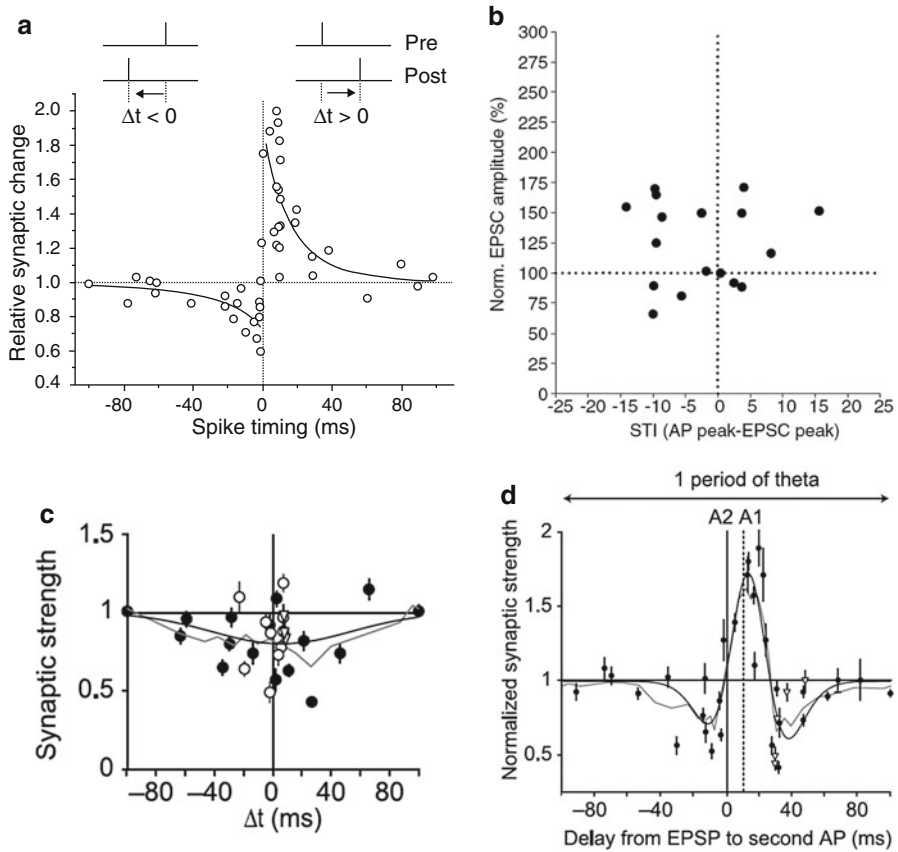 a
Pre
Post
Δt < 0
Δt > 0
2.0
1.8
1.6
1.4
1.2
1.0
0.8
0.6
0.4
Relative synaptic change
-80
-40
0
40
80
Spike timing (ms)
b
300
275
250
225
200
175
150
125
100
75
50
25
0
Norm. EPSC amplitude (%)
-25 -20 -15 -10 -5 0 5 10 15 20 25
STI (AP peak-EPSC peak)
c
1.5
1
0.5
0
Synaptic strength
−80 −40 0 40 80
Δt (ms)
d
1 period of theta
A2 A1
2
1.5
1
0.5
Normalized synaptic strength
−80 −40 0 40 80
Delay from EPSP to second AP (ms)